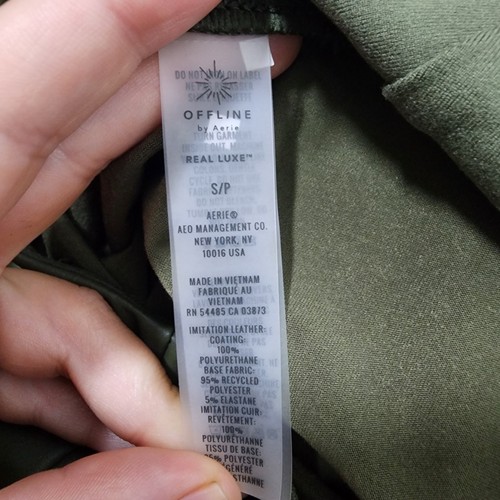 OFFLINE
by Aerie
REAL LUXE™
S/P
AERIE®
AEO MANAGEMENT CO.
NEW YORK, NY
10016 USA
MADE IN VIETNAM
FABRIQUÉ AU
VIETNAM
RN 54485 CA 03873
IMITATION LEATHER:
COATING:
100%
POLYURETHANE
BASE FABRIC:
95% RECYCLED
POLYESTER
5% ELASTANE
IMITATION CUIR:
REVÊTEMENT:
100%
POLYURÉTHANNE
TISSU DE BASE:
POLYESTER